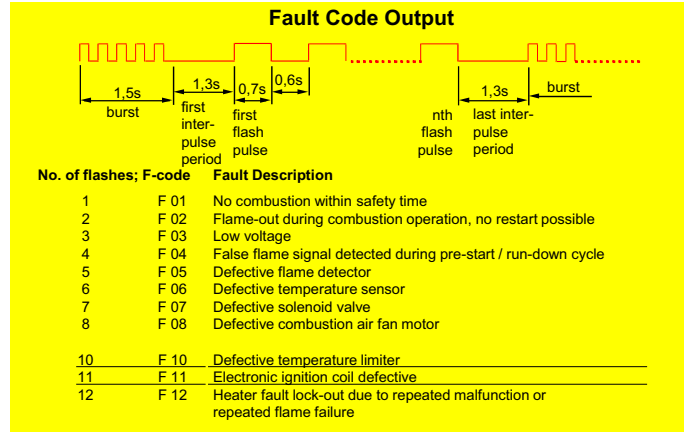 Fault Code Output
1,5s
burst
1,3s
first
inter-
pulse
period
0,7s
first
flash
pulse
0,6s
nth
flash
pulse
1,3s
last inter-
pulse
period
burst
No. of flashes; F-code Fault Description
1 F 01 No combustion within safety time
2 F 02 Flame-out during combustion operation, no restart possible
3 F 03 Low voltage
4 F 04 False flame signal detected during pre-start / run-down cycle
5 F 05 Defective flame detector
6 F 06 Defective temperature sensor
7 F 07 Defective solenoid valve
8 F 08 Defective combustion air fan motor
10 F 10 Defective temperature limiter
11 F 11 Electronic ignition coil defective
12 F 12 Heater fault lock-out due to repeated malfunction or
repeated flame failure